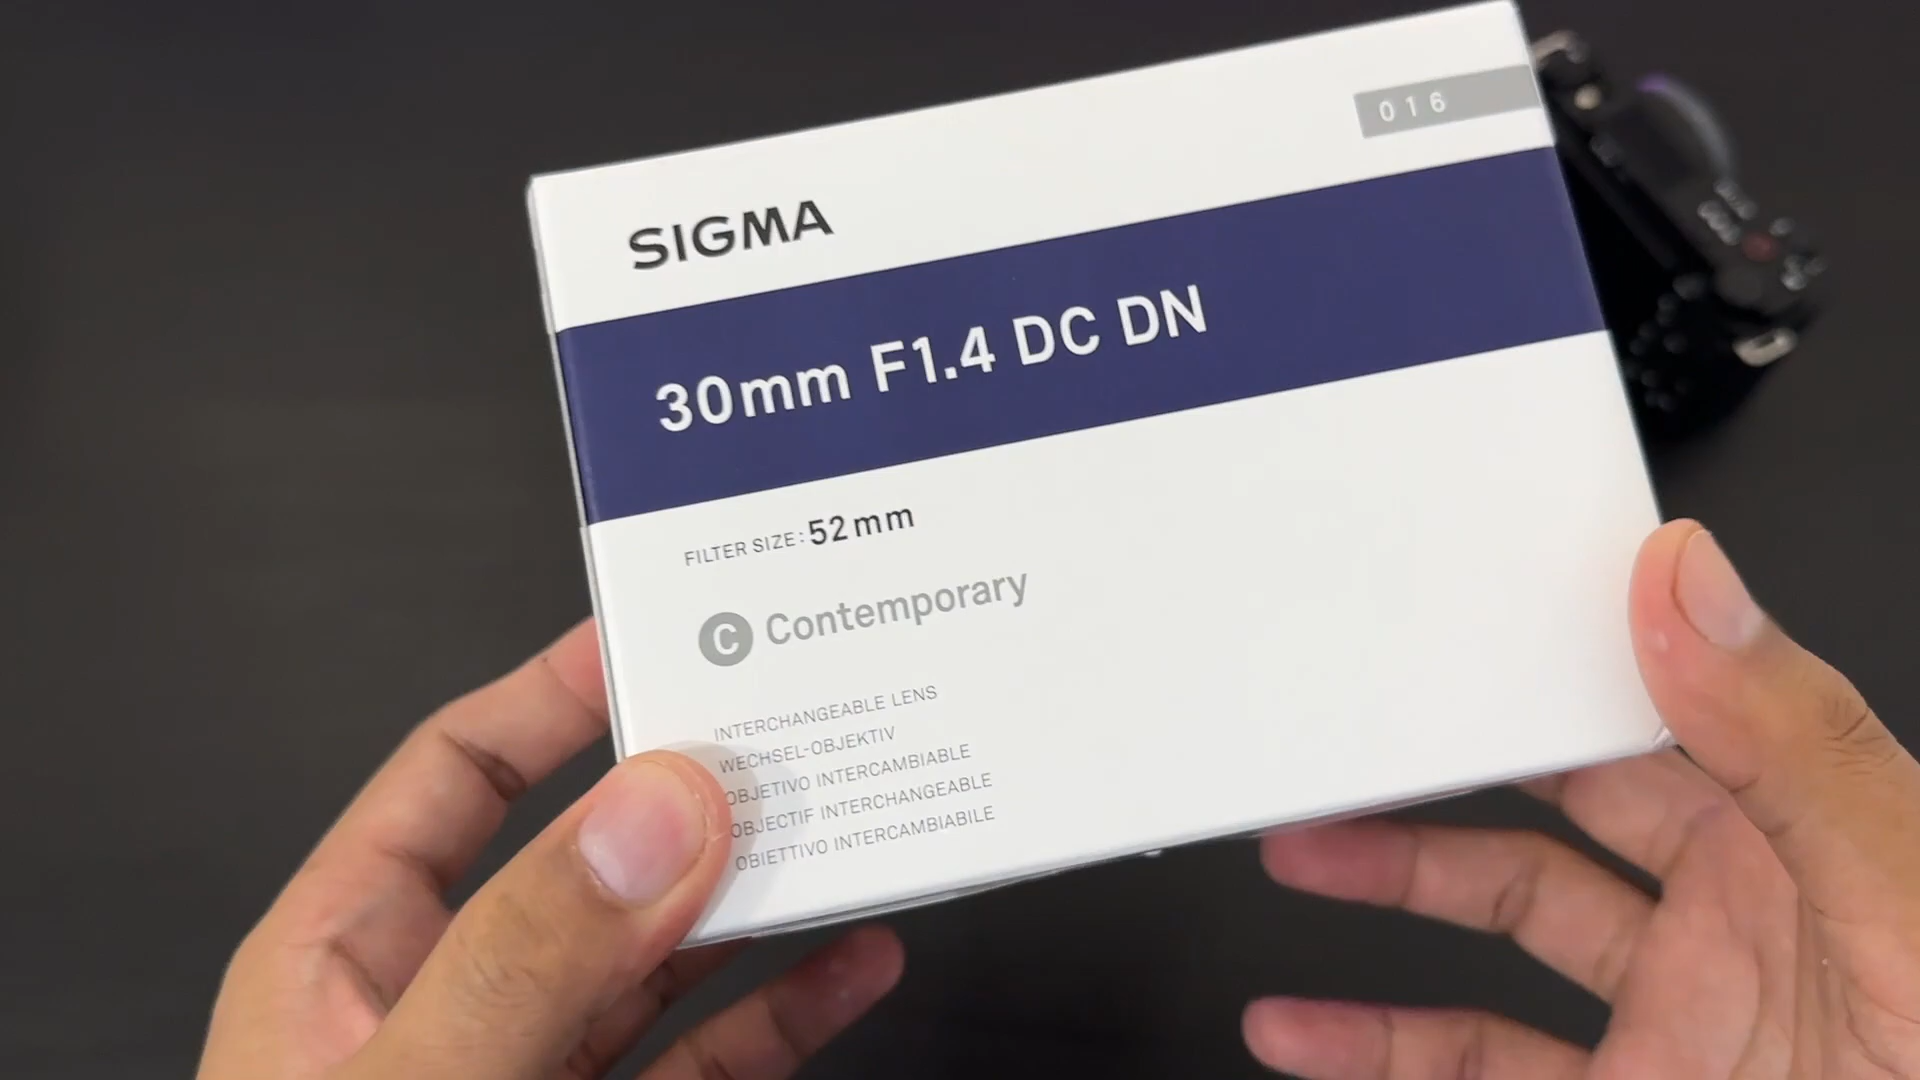 016
SIGMA
30mm F1.4 DC DN
FILTER SIZE: 52mm
C Contemporary
INTERCHANGEABLE LENS
WECHSEL-OBJEKTIV
OBJETIVO INTERCAMBIABLE
OBJECTIF INTERCHANGEABLE
OBIETTIVO INTERCAMBIABILE